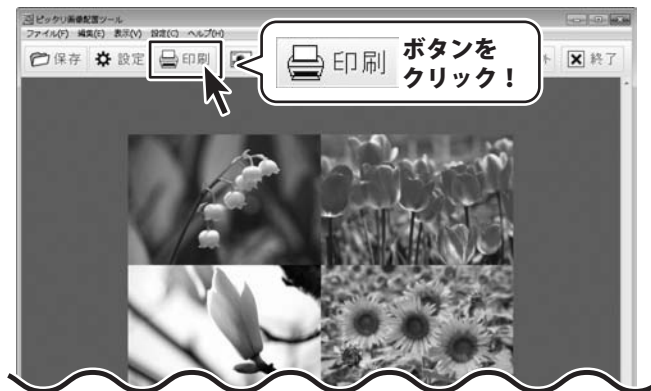 ピッタリ画像配置ツール
ファイル(F) 編集(E) 表示(V) 設定(C) ヘルプ(H)
保存 設定 印刷 終了
印刷 ボタンを
クリック！